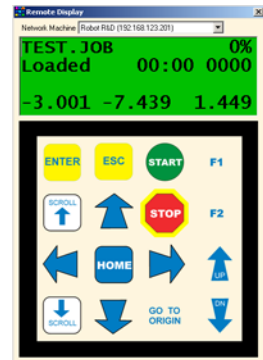 Remote Display
Network Machine Robot R&D (192.168.123.201)
TEST.JOB 0%
Loaded 00:00 0000
-3.001 -7.439 1.449
ENTER ESC START F1
SCROLL STOP F2
HOME UP
SCROLL GO TO ORIGIN DN